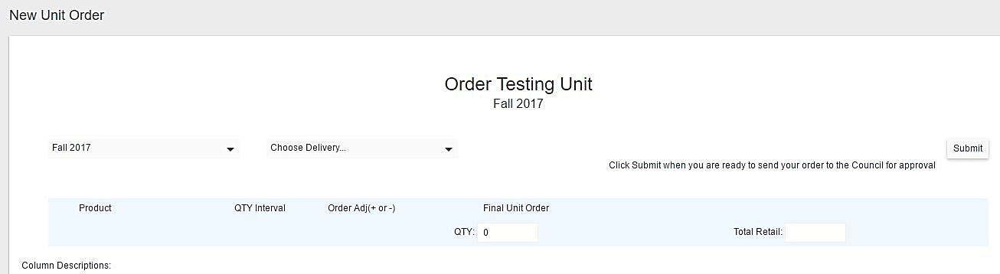 New Unit Order
Order Testing Unit
Fall 2017
Fall 2017 Choose Delivery... Submit
Click Submit when you are ready to send your order to the Council for approval
Product QTY Interval Order Adj(+ or -) Final Unit Order
QTY: 0 Total Retail:
Column Descriptions: